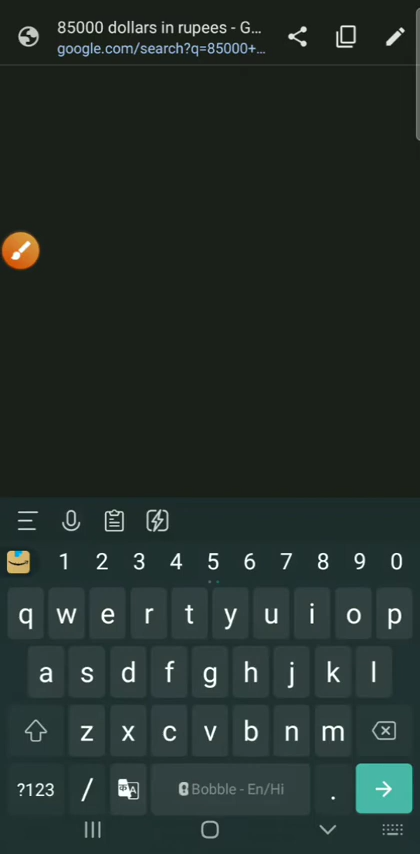 85000 dollars in rupees - G...
google.com/search?q=85000+...
1 2 3 4 5 6 7 8 9 0
q w e r t y u i o p
a s d f g h j k l
z x c v b n m
?123 / Bobble - En/Hi .